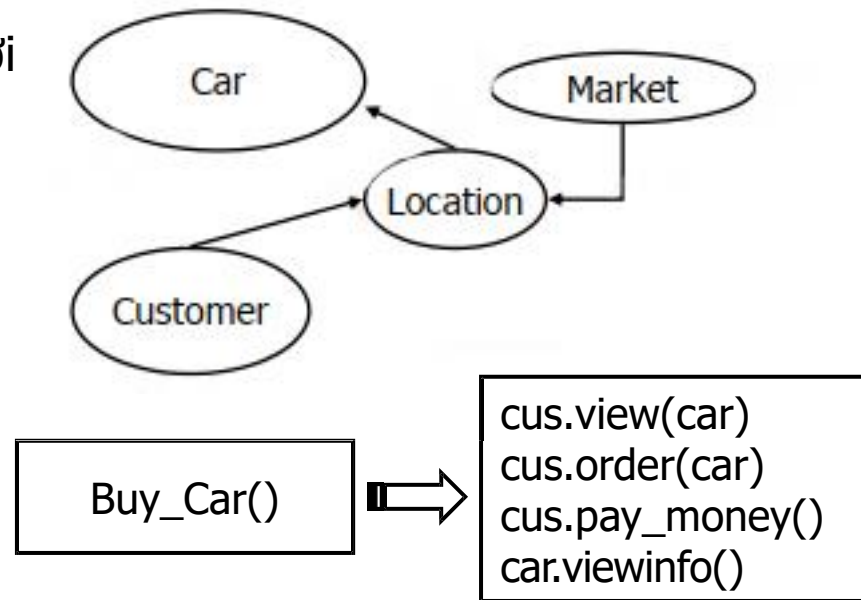 Car
Market
Location
Customer
Buy_Car()
cus.view(car)
cus.order(car)
cus.pay_money()
car.viewinfo()